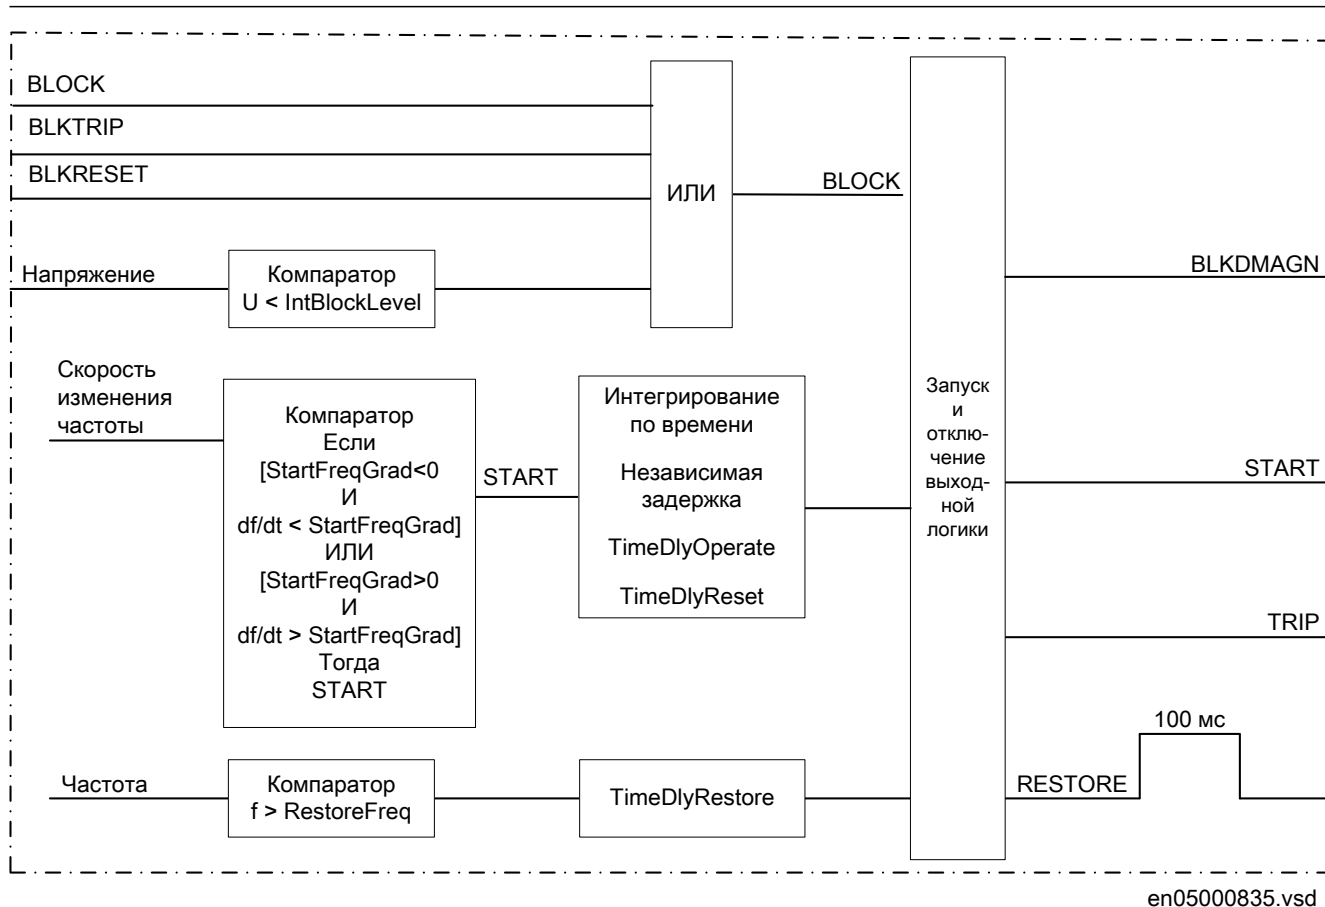 BLOCK
BLKTRIP
BLKRESET
ИЛИ
BLOCK
Напряжение
Компаратор
U < IntBlockLevel
BLKDMAGN
Скорость
изменения
частоты
Компаратор
Если
[StartFreqGrad<0
И
df/dt < StartFreqGrad]
ИЛИ
[StartFreqGrad>0
И
df/dt > StartFreqGrad]
Тогда
START
START
Интегрирование
по времени
Независимая
задержка
TimeDlyOperate
TimeDlyReset
Запуск
и
отклю-
чение
выход-
ной
логики
START
TRIP
100 мс
Частота
Компаратор
f > RestoreFreq
TimeDlyRestore
RESTORE
en05000835.vsd